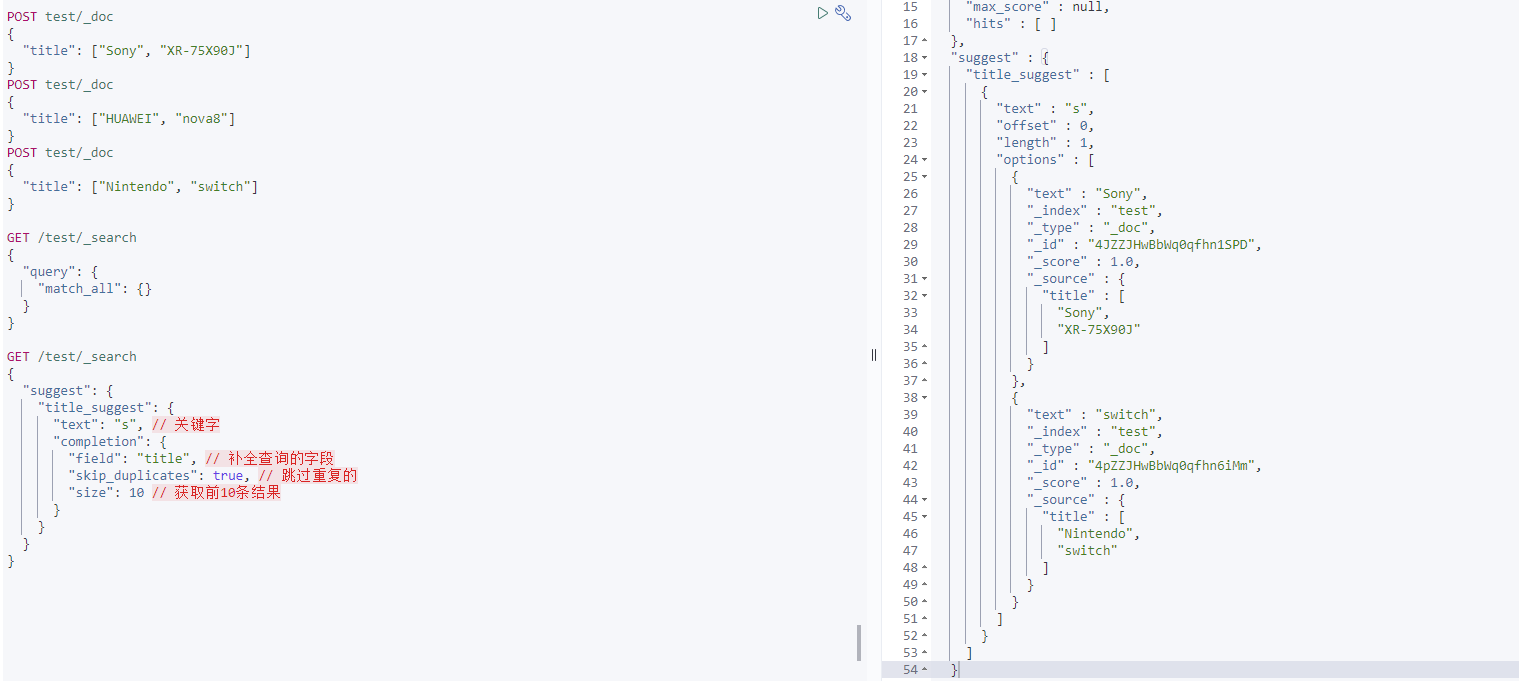 POST test/_doc
{
  "title": ["Sony", "XR-75X90J"]
}
POST test/_doc
{
  "title": ["HUAWEI", "nova8"]
}
POST test/_doc
{
  "title": ["Nintendo", "switch"]
}

GET /test/_search
{
  "query": {
    "match_all": {}
  }
}

GET /test/_search
{
  "suggest": {
    "title_suggest": {
      "text": "s", // 关键字
      "completion": {
        "field": "title", // 补全查询的字段
        "skip_duplicates": true, // 跳过重复的
        "size": 10 // 获取前10条结果
      }
    }
  }
}
15     "max_score" : null,
16     "hits" : [ ]
17   },
18   "suggest" : {
19     "title_suggest" : [
20       {
21         "text" : "s",
22         "offset" : 0,
23         "length" : 1,
24         "options" : [
25           {
26             "text" : "Sony",
27             "_index" : "test",
28             "_type" : "_doc",
29             "_id" : "4JZZJHwBbWq0qfhn1SPD",
30             "_score" : 1.0,
31             "_source" : {
32               "title" : [
33                 "Sony",
34                 "XR-75X90J"
35               ]
36             }
37           },
38           {
39             "text" : "switch",
40             "_index" : "test",
41             "_type" : "_doc",
42             "_id" : "4pZZJHwBbWq0qfhn6iMm",
43             "_score" : 1.0,
44             "_source" : {
45               "title" : [
46                 "Nintendo",
47                 "switch"
48               ]
49             }
50           }
51         ]
52       }
53     ]
54   }